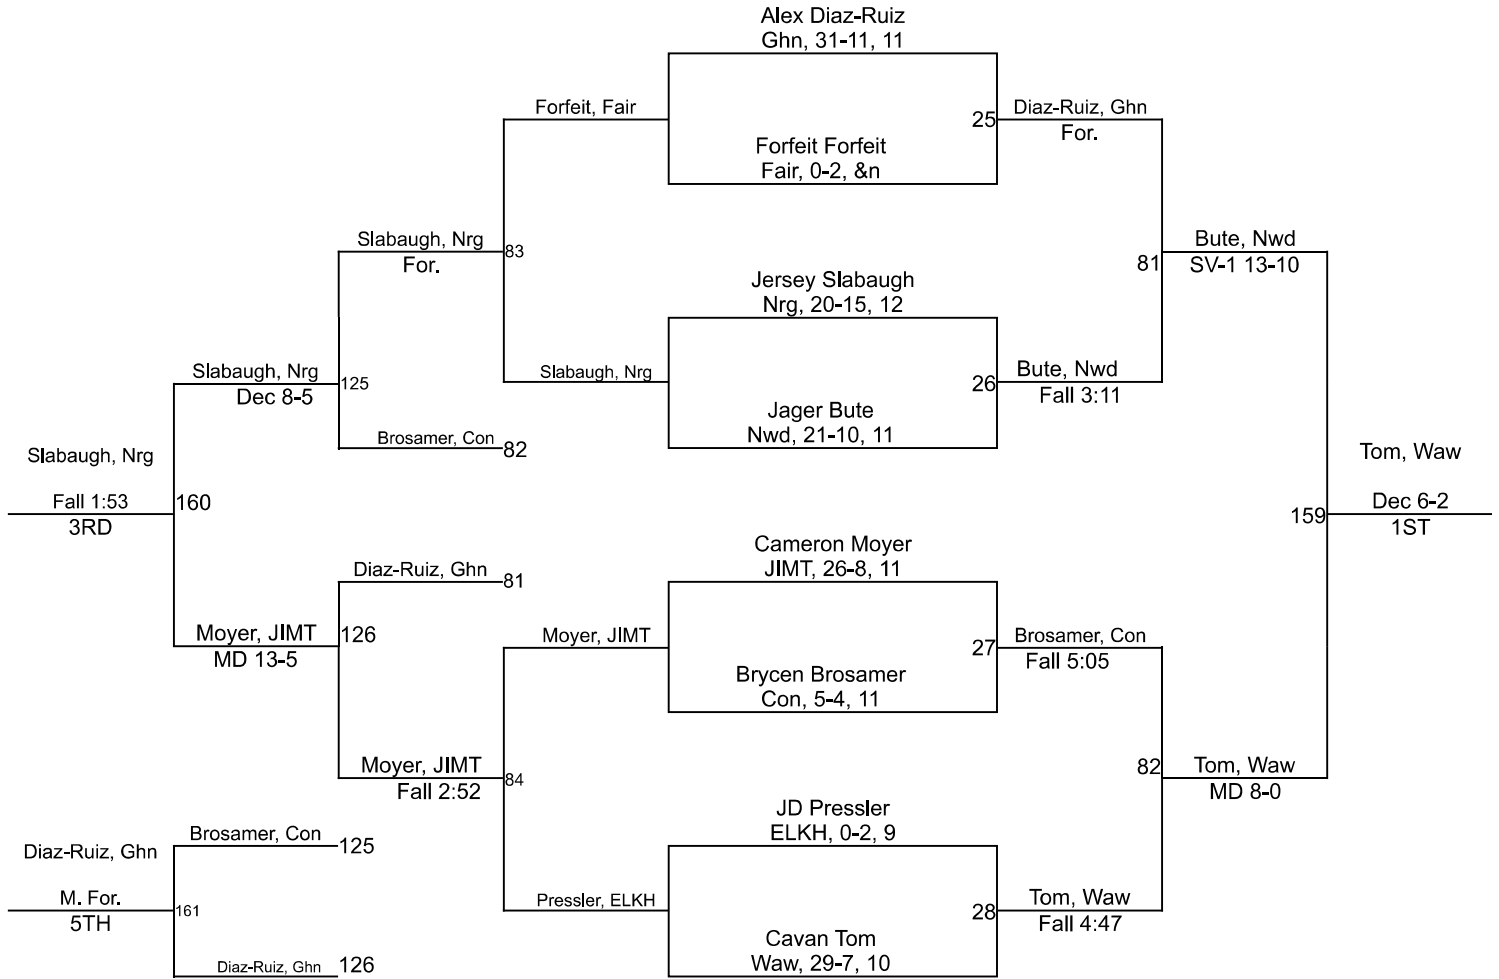 Alex Diaz-Ruiz
Ghn, 31-11, 11
Forfeit, Fair
25
Diaz-Ruiz, Ghn
For.
Forfeit Forfeit
Fair, 0-2, &n
Slabaugh, Nrg
For.
83
81
Bute, Nwd
SV-1 13-10
Jersey Slabaugh
Nrg, 20-15, 12
Slabaugh, Nrg
Dec 8-5
125
Slabaugh, Nrg
26
Bute, Nwd
Fall 3:11
Jager Bute
Nwd, 21-10, 11
Brosamer, Con
82
Slabaugh, Nrg
Fall 1:53
3RD
160
Tom, Waw
159
Dec 6-2
1ST
Cameron Moyer
JIMT, 26-8, 11
Diaz-Ruiz, Ghn
81
Moyer, JIMT
MD 13-5
126
Moyer, JIMT
27
Brosamer, Con
Fall 5:05
Brycen Brosamer
Con, 5-4, 11
Moyer, JIMT
Fall 2:52
84
82
Tom, Waw
MD 8-0
JD Pressler
ELKH, 0-2, 9
Brosamer, Con
125
Diaz-Ruiz, Ghn
M. For.
5TH
161
Pressler, ELKH
28
Tom, Waw
Fall 4:47
Cavan Tom
Waw, 29-7, 10
Diaz-Ruiz, Ghn
126